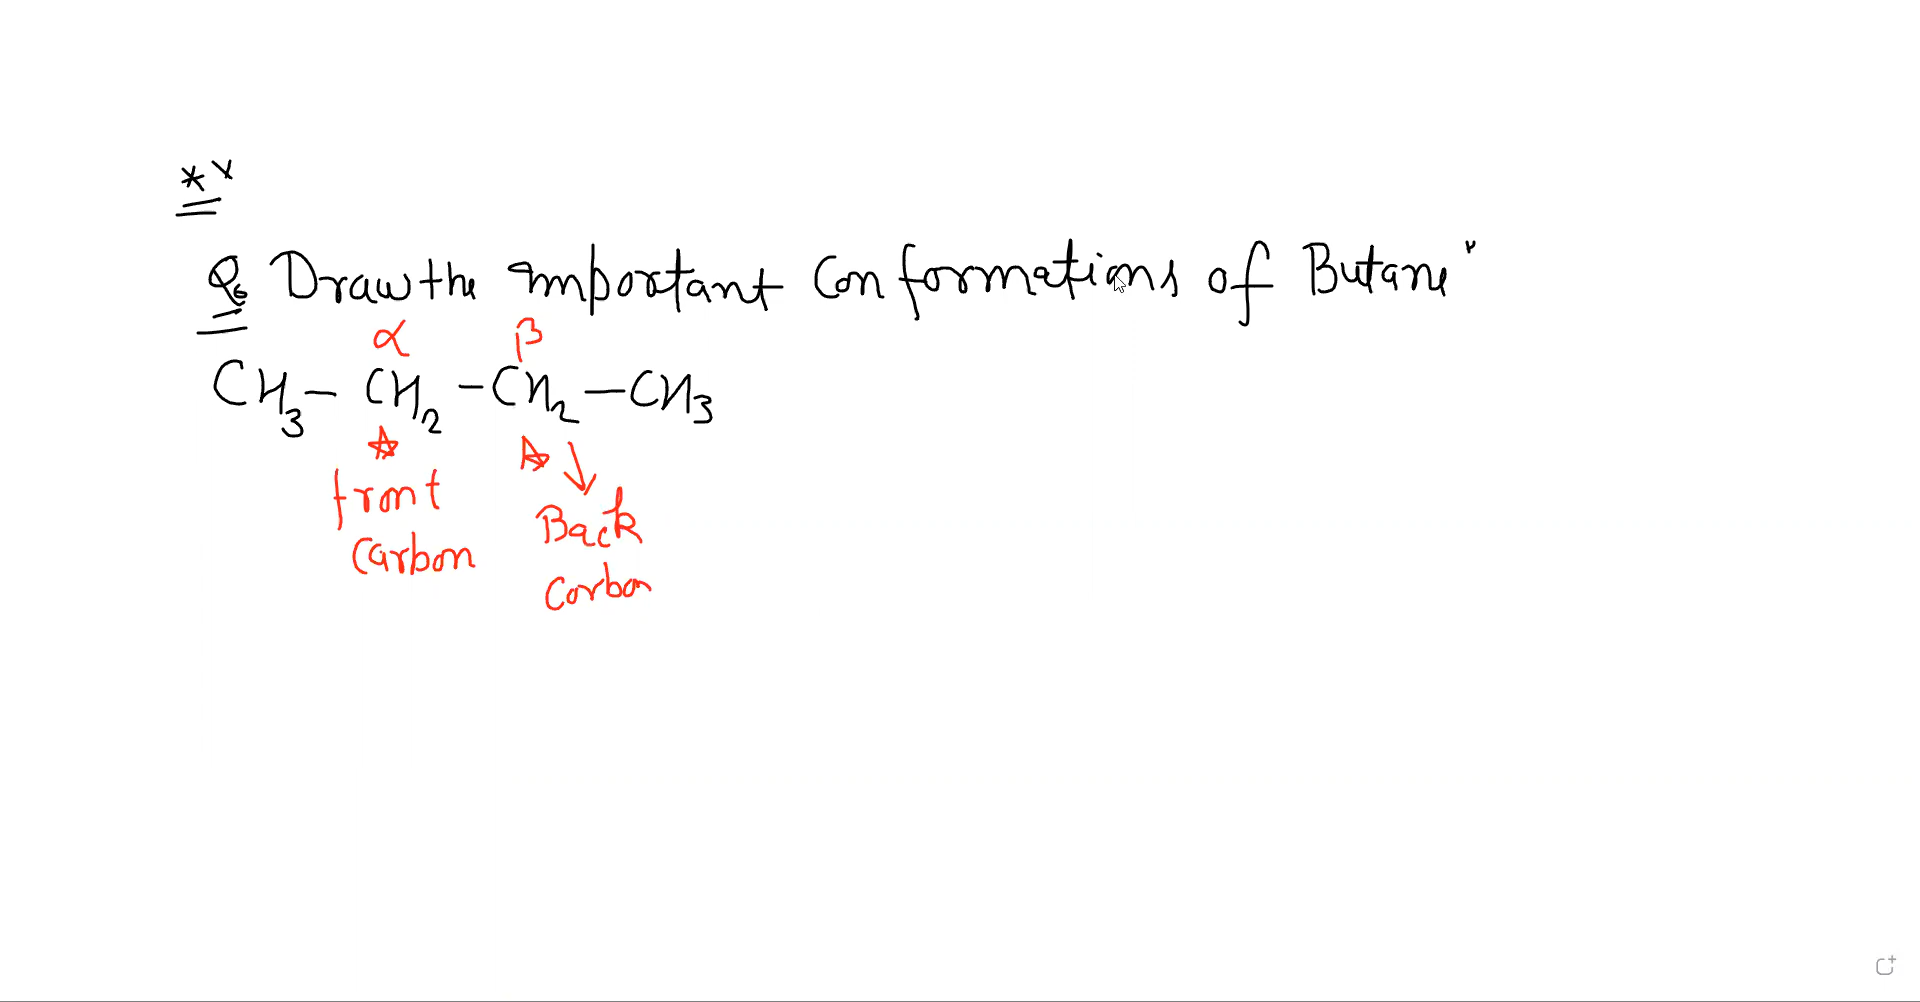 **
Q. Draw the Important Conformations of Butane"
α β
CH₃ – CH₂ – CH₂ – CH₃
front
Carbon
Back
Carbon